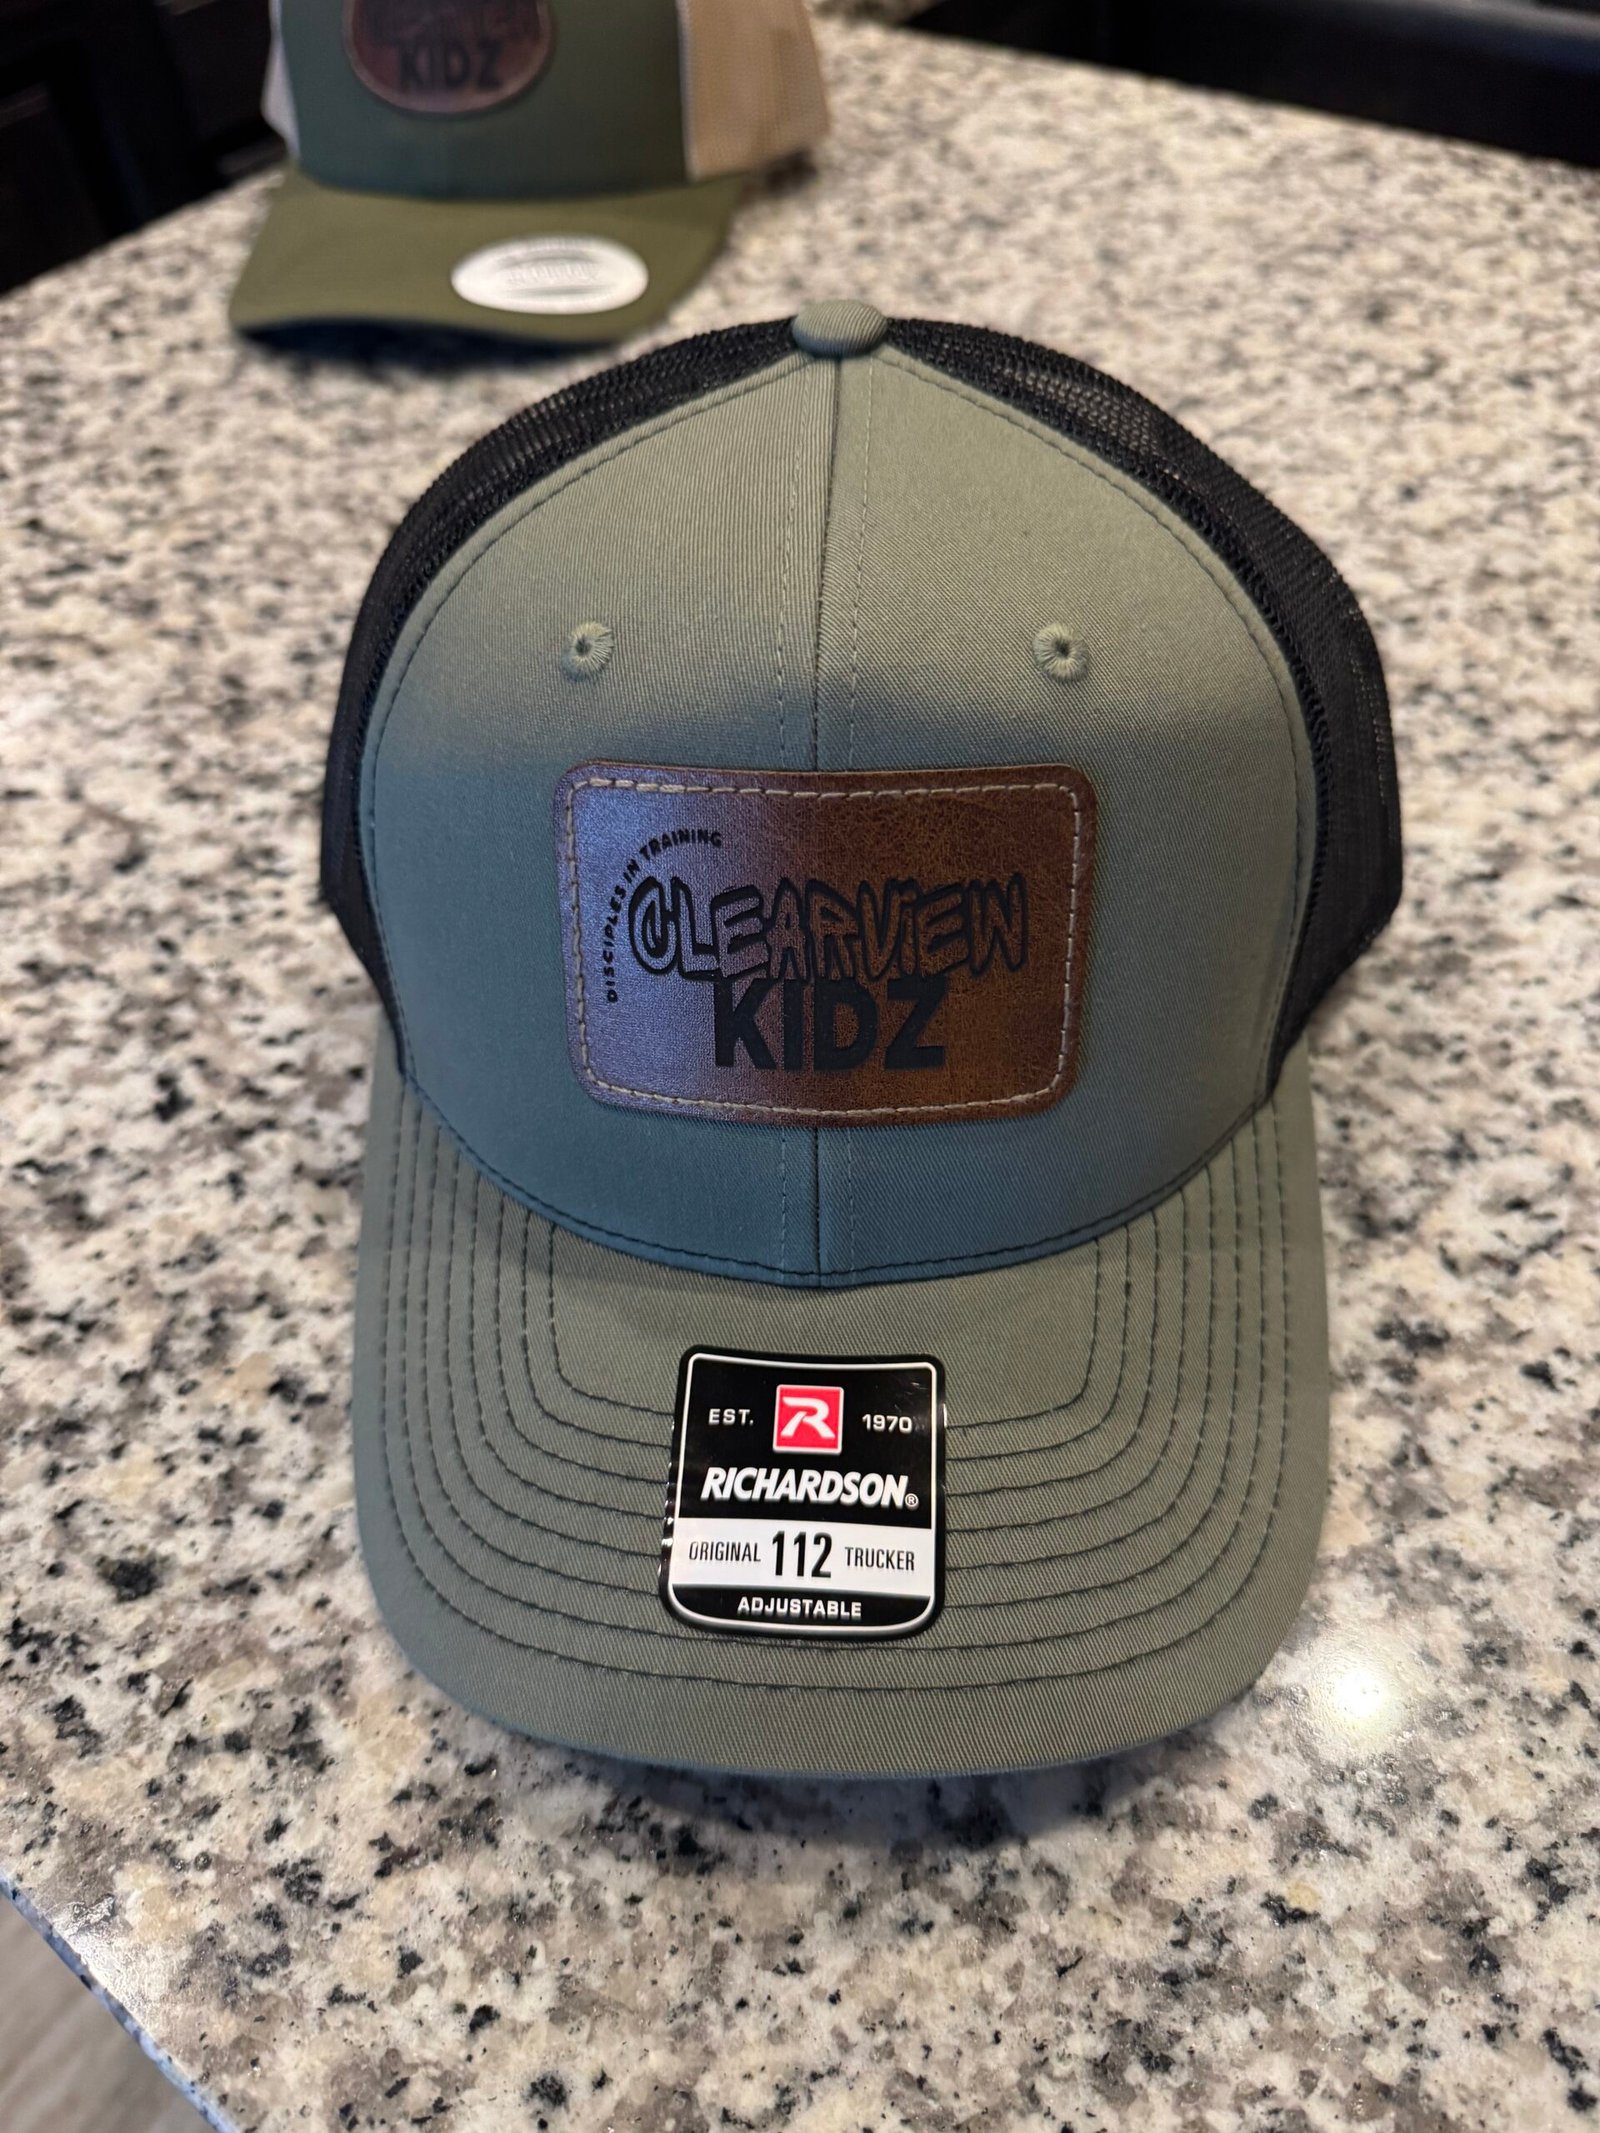 KIDZ
DISCIPLES IN TRAINING
CLEARVIEW
KIDZ
EST. R 1970
RICHARDSON®
ORIGINAL 112 TRUCKER
ADJUSTABLE